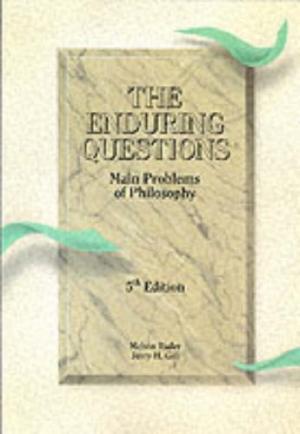 THE
ENDURING
QUESTIONS
Main Problems
of Philosophy
5th Edition
Melvin Rader
Jerry H. Gill